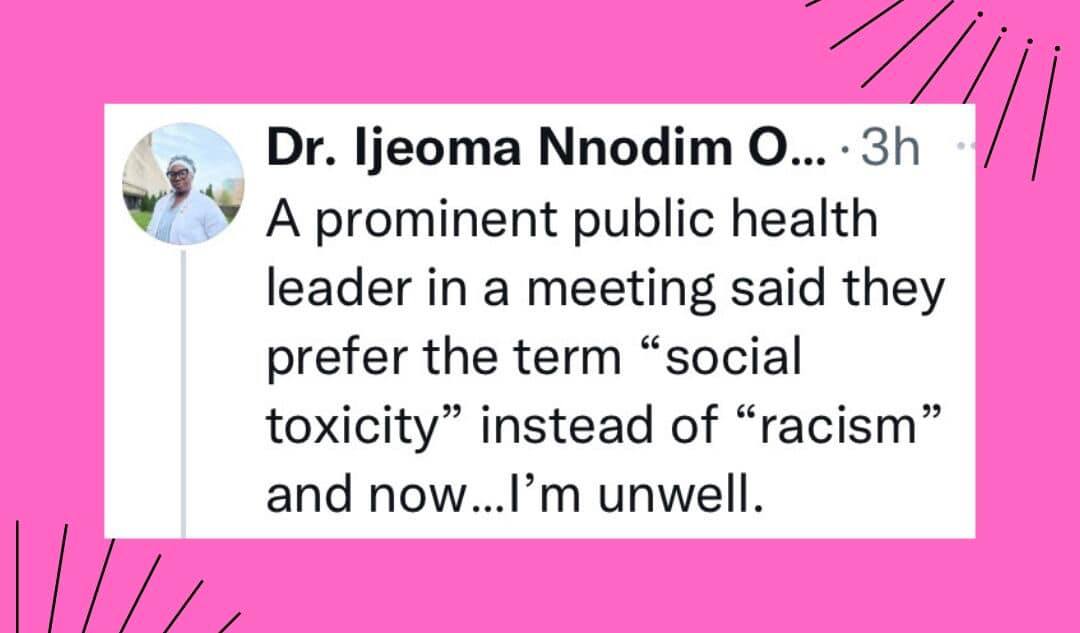 Dr. Ijeoma Nnodim O... · 3h
A prominent public health
leader in a meeting said they
prefer the term “social
toxicity” instead of “racism”
and now...I’m unwell.